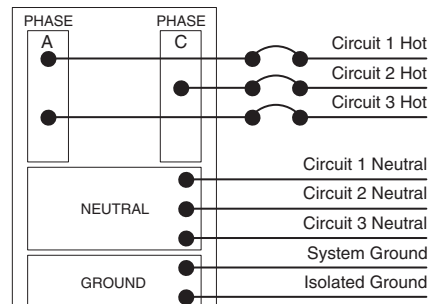 PHASE PHASE
A C
Circuit 1 Hot
Circuit 2 Hot
Circuit 3 Hot
Circuit 1 Neutral
Circuit 2 Neutral
NEUTRAL
Circuit 3 Neutral
System Ground
GROUND
Isolated Ground